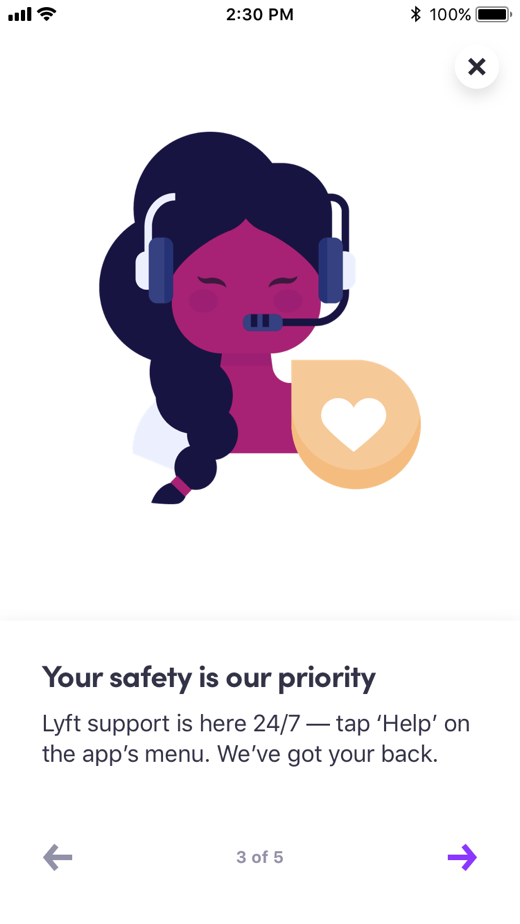 2:30 PM
100%
Your safety is our priority
Lyft support is here 24/7 — tap ‘Help’ on
the app’s menu. We’ve got your back.
3 of 5